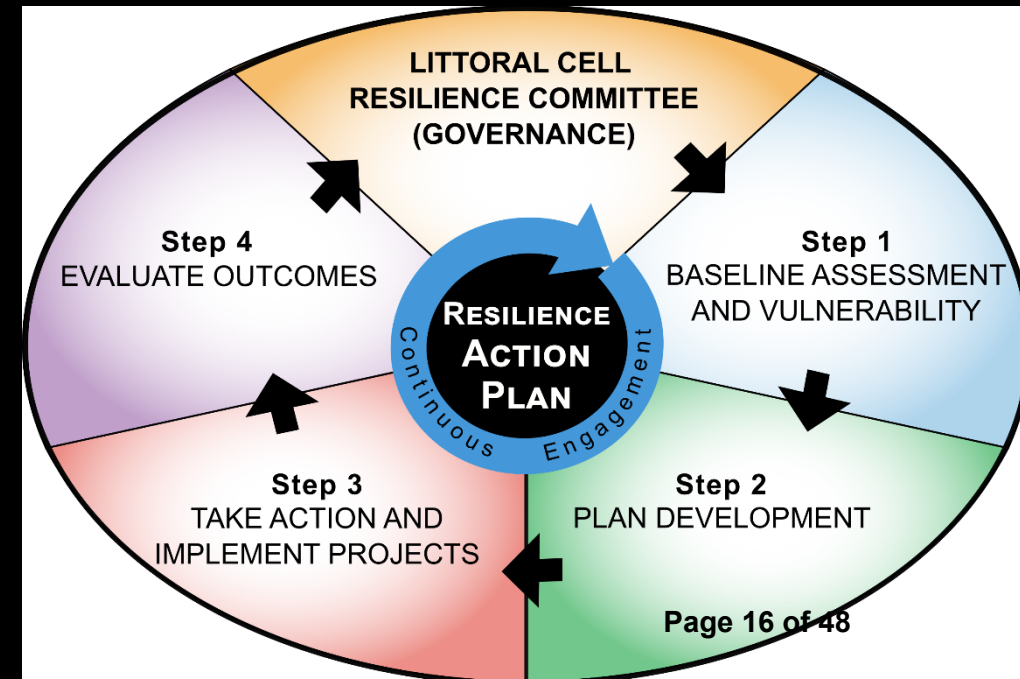 LITTORAL CELL
RESILIENCE COMMITTEE
(GOVERNANCE)
Step 1
BASELINE ASSESSMENT
AND VULNERABILITY
Step 2
PLAN DEVELOPMENT
Step 3
TAKE ACTION AND
IMPLEMENT PROJECTS
Step 4
EVALUATE OUTCOMES
RESILIENCE
ACTION
PLAN
Continuous Engagement
Page 16 of 48